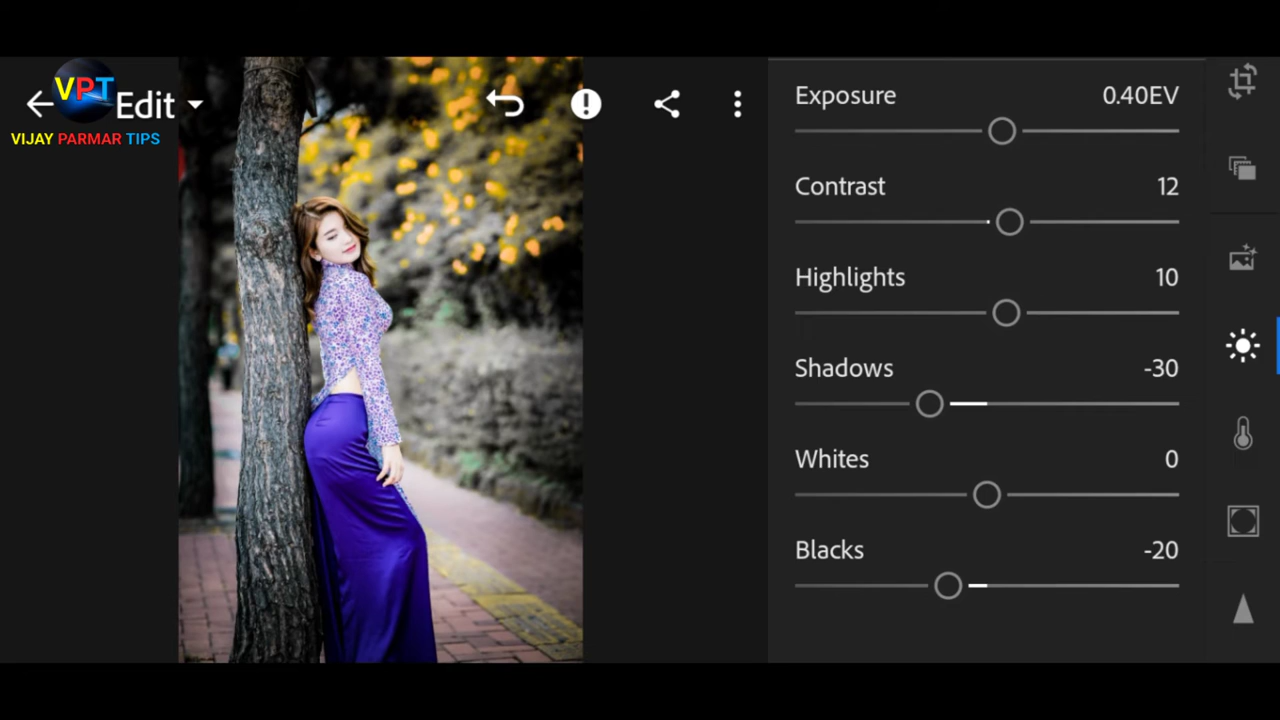 VPT
Edit
VIJAY PARMAR TIPS
Exposure 0.40EV
Contrast 12
Highlights 10
Shadows -30
Whites 0
Blacks -20